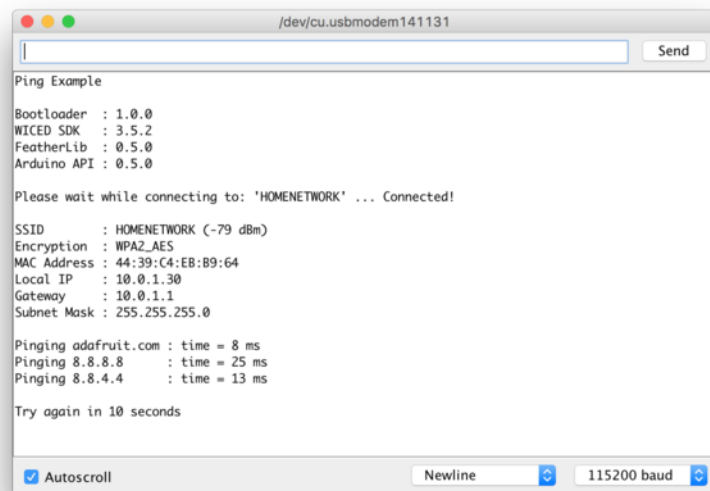 /dev/cu.usbmodem141131
Send
Ping Example
Bootloader : 1.0.0
WICED SDK : 3.5.2
FeatherLib : 0.5.0
Arduino API : 0.5.0
Please wait while connecting to: 'HOMENETWORK' ... Connected!
SSID : HOMENETWORK (-79 dBm)
Encryption : WPA2_AES
MAC Address : 44:39:C4:EB:B9:64
Local IP : 10.0.1.30
Gateway : 10.0.1.1
Subnet Mask : 255.255.255.0
Pinging adafruit.com : time = 8 ms
Pinging 8.8.8.8 : time = 25 ms
Pinging 8.8.4.4 : time = 13 ms
Try again in 10 seconds
Autoscroll Newline 115200 baud